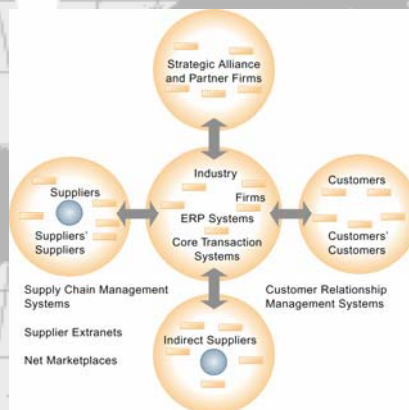 Strategic Alliance
and Partner Firms
Industry
Firms
ERP Systems
Core Transaction
Systems
Suppliers
Suppliers'
Suppliers
Customers
Customers'
Customers
Supply Chain Management
Systems
Supplier Extranets
Net Marketplaces
Customer Relationship
Management Systems
Indirect Suppliers